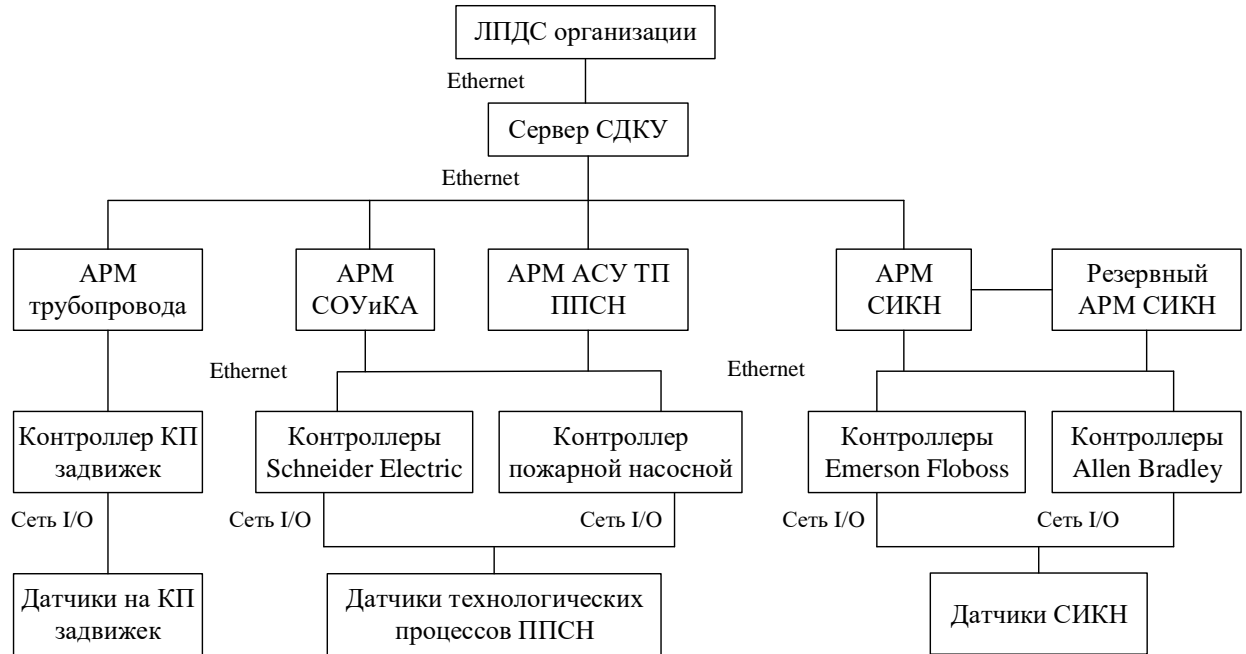 ЛПДС организации
Ethernet
Сервер СДКУ
Ethernet
АРМ
трубопровода
АРМ
СОУиКА
АРМ АСУ ТП
ППСН
АРМ
СИКН
Резервный
АРМ СИКН
Ethernet
Ethernet
Контроллер КП
задвижек
Контроллеры
Schneider Electric
Контроллер
пожарной насосной
Контроллеры
Emerson Floboss
Контроллеры
Allen Bradley
Сеть I/O
Сеть I/O
Сеть I/O
Сеть I/O
Сеть I/O
Датчики на КП
задвижек
Датчики технологических
процессов ППСН
Датчики СИКН